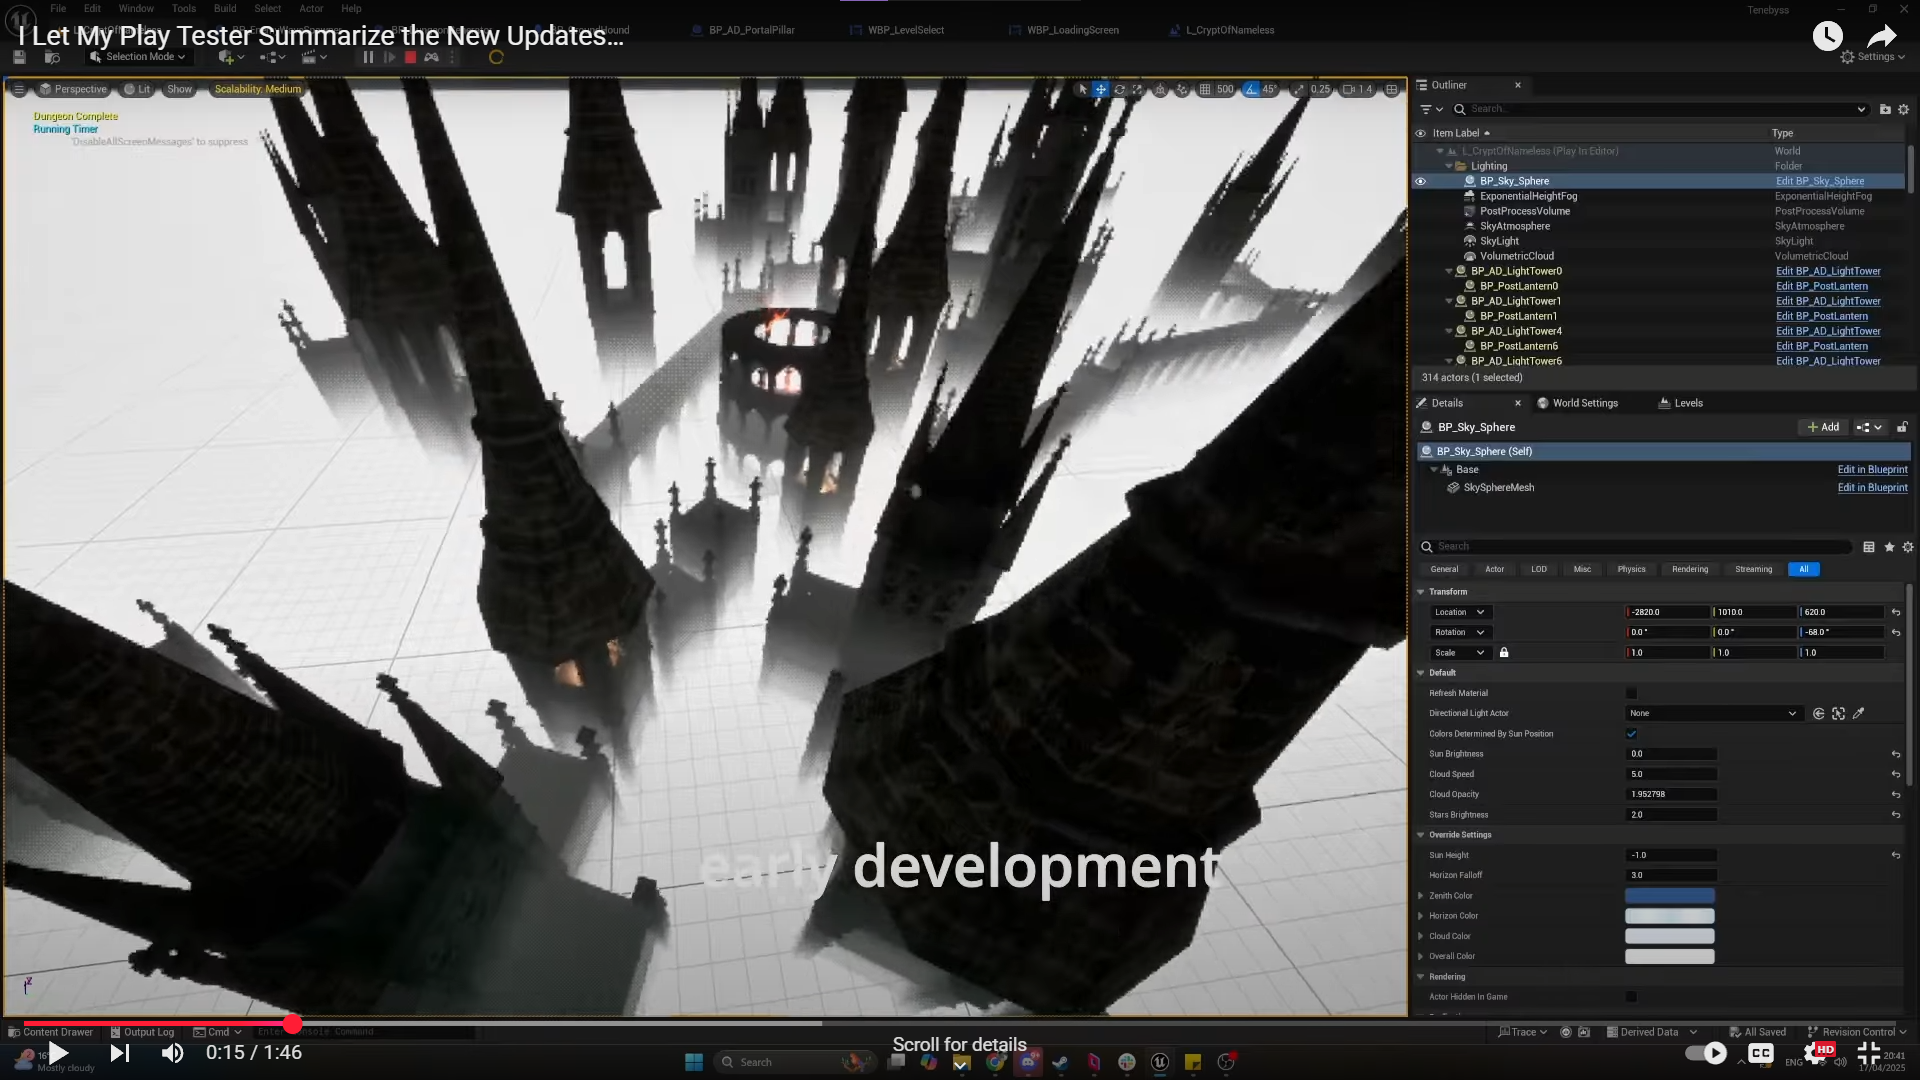 File Edit Window Tools Build Select Actor Help
Tenebyss
I Let My Play Tester Summarize the New Updates...
BP_AD_PortalPillar
WBP_LevelSelect
WBP_LoadingScreen
L_CryptOfNameless
Selection Mode
Settings
Perspective Lit Show Scalability: Medium
500 45° 0.25 1.4
Dungeon Complete
Running Timer
'DisableAllScreenMessages' to suppress
Outliner
Search...
Item Label Type
L_CryptOfNameless (Play In Editor) World
Lighting Folder
BP_Sky_Sphere Edit BP_Sky_Sphere
ExponentialHeightFog ExponentialHeightFog
PostProcessVolume PostProcessVolume
SkyAtmosphere SkyAtmosphere
SkyLight SkyLight
VolumetricCloud VolumetricCloud
BP_AD_LightTower0 Edit BP_AD_LightTower
BP_PostLantern0 Edit BP_PostLantern
BP_AD_LightTower1 Edit BP_AD_LightTower
BP_PostLantern1 Edit BP_PostLantern
BP_AD_LightTower4 Edit BP_AD_LightTower
BP_PostLantern6 Edit BP_PostLantern
BP_AD_LightTower6 Edit BP_AD_LightTower
314 actors (1 selected)
Details World Settings Levels
BP_Sky_Sphere
Add
BP_Sky_Sphere (Self)
Base Edit in Blueprint
SkySphereMesh Edit in Blueprint
Search
General Actor LOD Misc Physics Rendering Streaming All
Transform
Location -2820.0 1010.0 620.0
Rotation 0.0 ° 0.0 ° -68.0 °
Scale 1.0 1.0 1.0
Default
Refresh Material
Directional Light Actor None
Colors Determined By Sun Position
Sun Brightness 0.0
Cloud Speed 5.0
Cloud Opacity 1.952798
Stars Brightness 2.0
Override Settings
Sun Height -1.0
Horizon Falloff 3.0
Zenith Color
Horizon Color
Cloud Color
Overall Color
Rendering
Actor Hidden In Game
early development
Content Drawer Output Log Cmd Enter Console Command
Trace Derived Data All Saved Revision Control
0:15 / 1:46
Scroll for details
Search
Mostly cloudy
CC
HD
ENG
20:41
17/04/2025